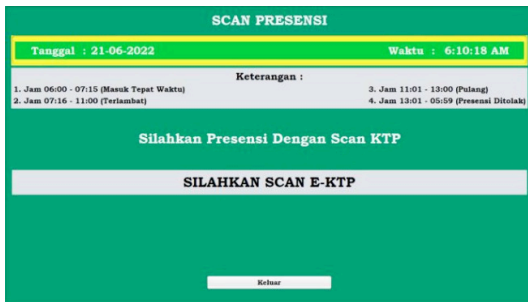 SCAN PRESENSI
Tanggal : 21-06-2022
Waktu : 6:10:18 AM
Keterangan :
1. Jam 06:00 - 07:15 (Masuk Tepat Waktu)
2. Jam 07:16 - 11:00 (Terlambat)
3. Jam 11:01 - 13:00 (Pulang)
4. Jam 13:01 - 05:59 (Presensi Ditolak)
Silahkan Presensi Dengan Scan KTP
SILAHKAN SCAN E-KTP
Keluar